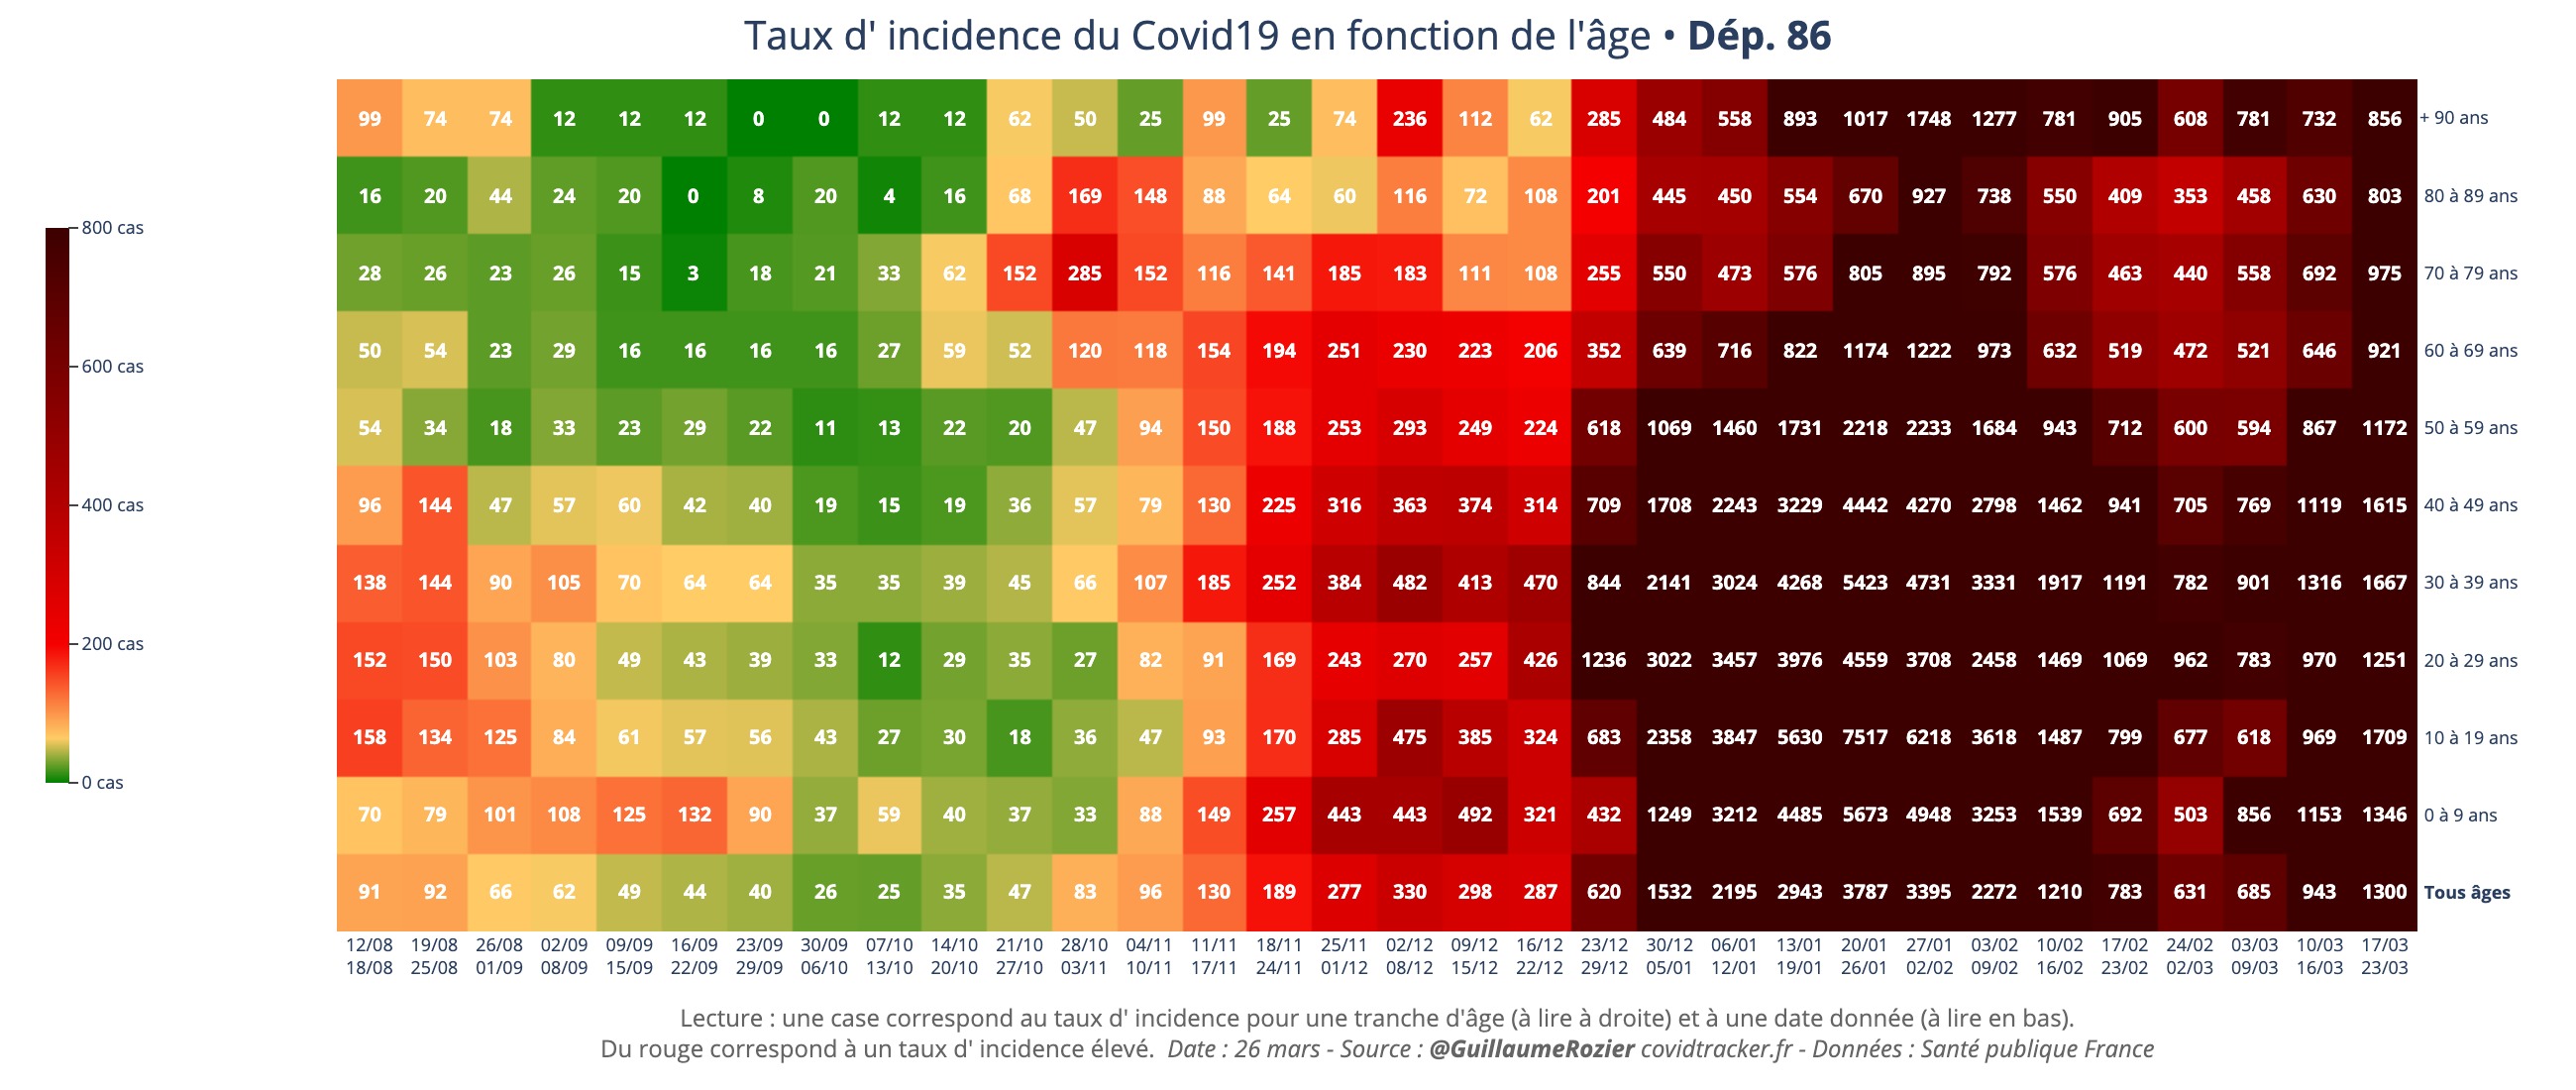 Taux d' incidence du Covid19 en fonction de l'âge • Dép. 86
99 74 74 12 12 12 0 0 12 12 62 50 25 99 25 74 236 112 62 285 484 558 893 1017 1748 1277 781 905 608 781 732 856 + 90 ans
16 20 44 24 20 0 8 20 4 16 68 169 148 88 64 60 116 72 108 201 445 450 554 670 927 738 550 409 353 458 630 803 80 à 89 ans
800 cas
28 26 23 26 15 3 18 21 33 62 152 285 152 116 141 185 183 111 108 255 550 473 576 805 895 792 576 463 440 558 692 975 70 à 79 ans
50 54 23 29 16 16 16 16 27 59 52 120 118 154 194 251 230 223 206 352 639 716 822 1174 1222 973 632 519 472 521 646 921 60 à 69 ans
600 cas
54 34 18 33 23 29 22 11 13 22 20 47 94 150 188 253 293 249 224 618 1069 1460 1731 2218 2233 1684 943 712 600 594 867 1172 50 à 59 ans
400 cas
96 144 47 57 60 42 40 19 15 19 36 57 79 130 225 316 363 374 314 709 1708 2243 3229 4442 4270 2798 1462 941 705 769 1119 1615 40 à 49 ans
138 144 90 105 70 64 64 35 35 39 45 66 107 185 252 384 482 413 470 844 2141 3024 4268 5423 4731 3331 1917 1191 782 901 1316 1667 30 à 39 ans
200 cas
152 150 103 80 49 43 39 33 12 29 35 27 82 91 169 243 270 257 426 1236 3022 3457 3976 4559 3708 2458 1469 1069 962 783 970 1251 20 à 29 ans
158 134 125 84 61 57 56 43 27 30 18 36 47 93 170 285 475 385 324 683 2358 3847 5630 7517 6218 3618 1487 799 677 618 969 1709 10 à 19 ans
0 cas
70 79 101 108 125 132 90 37 59 40 37 33 88 149 257 443 443 492 321 432 1249 3212 4485 5673 4948 3253 1539 692 503 856 1153 1346 0 à 9 ans
91 92 66 62 49 44 40 26 25 35 47 83 96 130 189 277 330 298 287 620 1532 2195 2943 3787 3395 2272 1210 783 631 685 943 1300 Tous âges
12/08 19/08 26/08 02/09 09/09 16/09 23/09 30/09 07/10 14/10 21/10 28/10 04/11 11/11 18/11 25/11 02/12 09/12 16/12 23/12 30/12 06/01 13/01 20/01 27/01 03/02 10/02 17/02 24/02 03/03 10/03 17/03
18/08 25/08 01/09 08/09 15/09 22/09 29/09 06/10 13/10 20/10 27/10 03/11 10/11 17/11 24/11 01/12 08/12 15/12 22/12 29/12 05/01 12/01 19/01 26/01 02/02 09/02 16/02 23/02 02/03 09/03 16/03 23/03
Lecture : une case correspond au taux d' incidence pour une tranche d'âge (à lire à droite) et à une date donnée (à lire en bas).
Du rouge correspond à un taux d' incidence élevé. Date : 26 mars - Source : @GuillaumeRozier covidtracker.fr - Données : Santé publique France